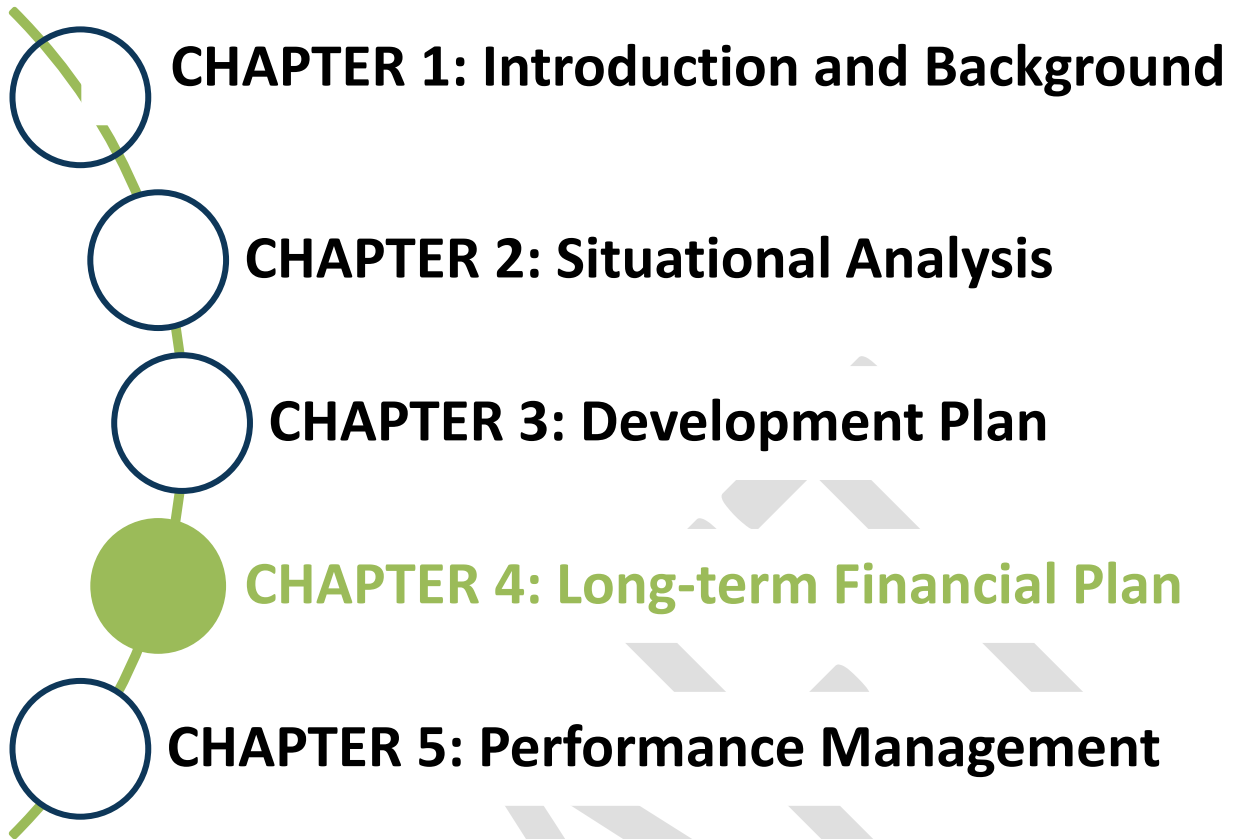 CHAPTER 1: Introduction and Background
CHAPTER 2: Situational Analysis
CHAPTER 3: Development Plan
CHAPTER 4: Long-term Financial Plan
CHAPTER 5: Performance Management